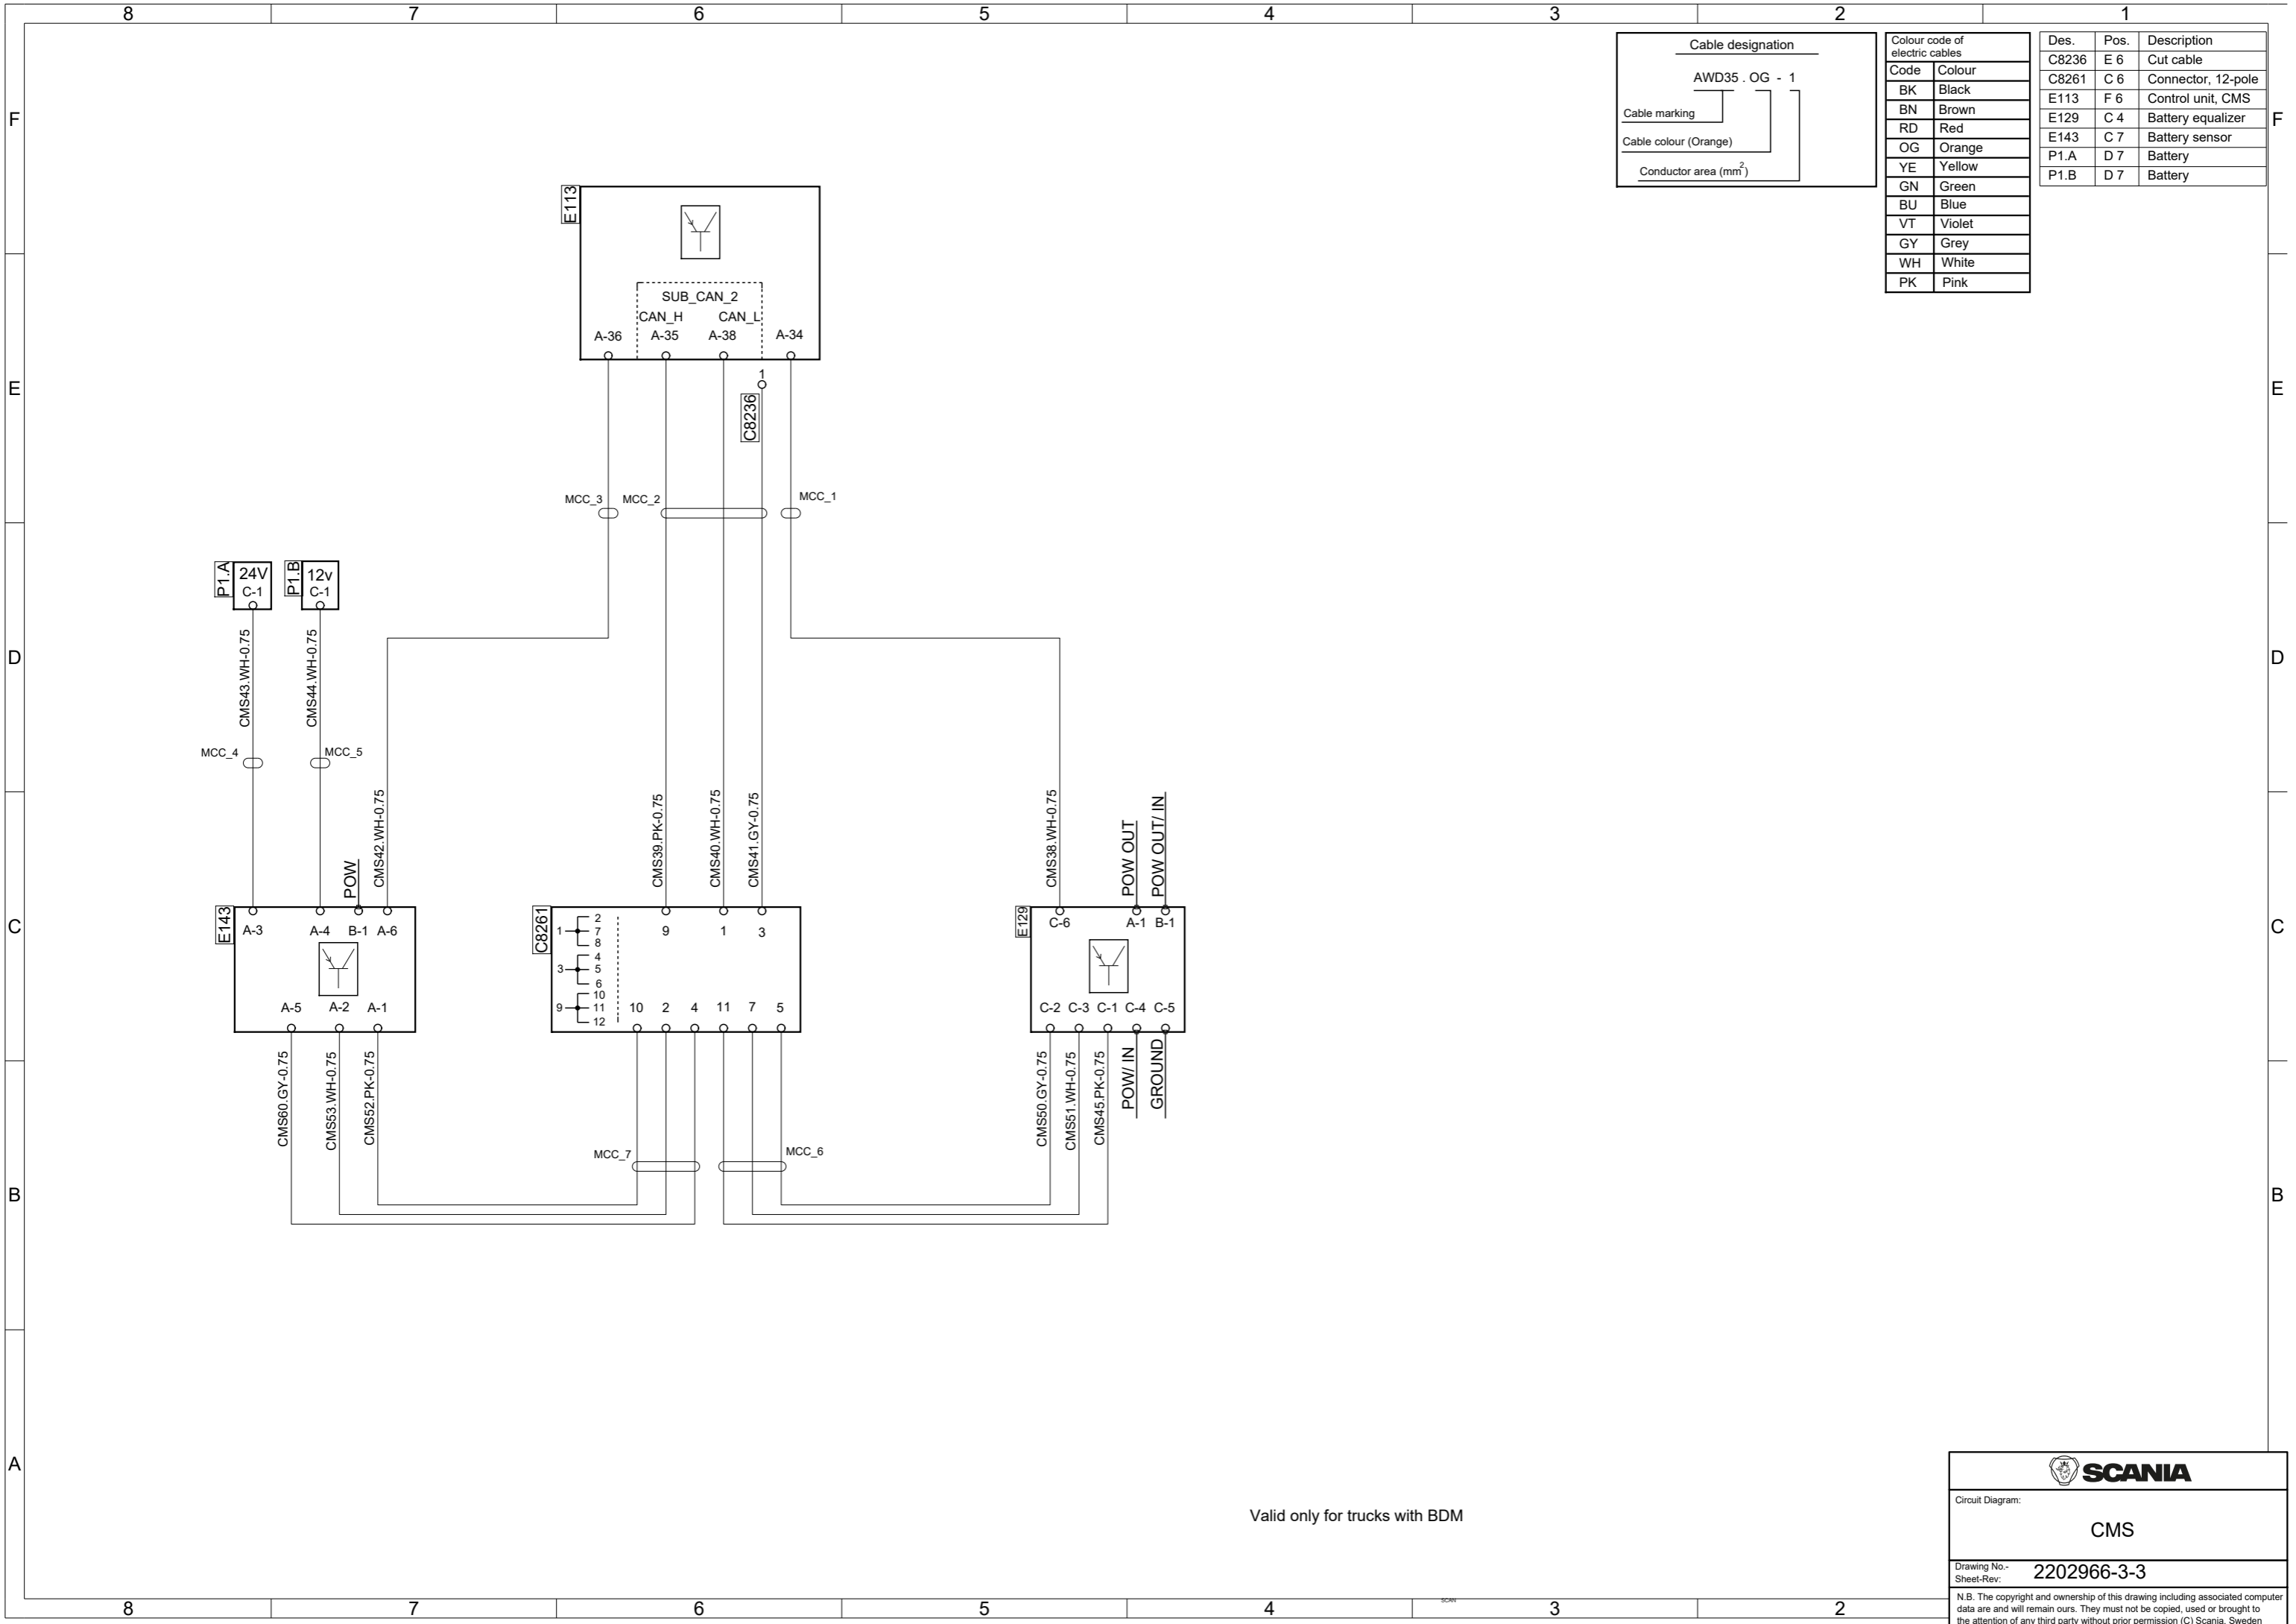 8 7 6 5 4 3 2 1
Cable designation
AWD35 . OG - 1
Cable marking
Cable colour (Orange)
Conductor area (mm2)
Colour code of
electric cables
Code Colour
BK Black
BN Brown
RD Red
OG Orange
YE Yellow
GN Green
BU Blue
VT Violet
GY Grey
WH White
PK Pink
Des. Pos. Description
C8236 E 6 Cut cable
C8261 C 6 Connector, 12-pole
E113 F 6 Control unit, CMS
E129 C 4 Battery equalizer
E143 C 7 Battery sensor
P1.A D 7 Battery
P1.B D 7 Battery
F F
E113
SUB_CAN_2
CAN_H CAN_L
A-36 A-35 A-38 A-34
E E
1
C8236
MCC_3 MCC_2 MCC_1
P1.A 24V C-1
P1.B 12v C-1
D D
CMS43.WH-0.75
CMS44.WH-0.75
MCC_4 MCC_5
CMS42.WH-0.75
POW
CMS39.PK-0.75
CMS40.WH-0.75
CMS41.GY-0.75
CMS38.WH-0.75
POW OUT
POW OUT/ IN
C C
E143
A-3 A-4 B-1 A-6
A-5 A-2 A-1
C8261
1 2 7 8
3 4 5 6
9 10 11 12
9 1 3
10 2 4 11 7 5
E129
C-6 A-1 B-1
C-2 C-3 C-1 C-4 C-5
CMS60.GY-0.75
CMS53.WH-0.75
CMS52.PK-0.75
CMS50.GY-0.75
CMS51.WH-0.75
CMS45.PK-0.75
POW/ IN
GROUND
MCC_7 MCC_6
B B
A
Valid only for trucks with BDM
SCANIA
Circuit Diagram:
CMS
Drawing No.-
Sheet-Rev: 2202966-3-3
N.B. The copyright and ownership of this drawing including associated computer
data are and will remain ours. They must not be copied, used or brought to
the attention of any third party without prior permission (C) Scania, Sweden
8 7 6 5 4 SCAN 3 2